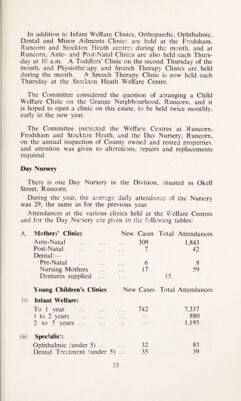 In addition to Infant Welfare Clinics, Orthopaedic, Ophthalmic,
Dental and Minor Ailments Clinics are held at the Frodsham,
Runcorn and Stockton Heath centres during the month, and at
Runcorn, Ante- and Post-Natal Clinics are also held each Thurs-
day at 10 a.m. A Toddlers' Clinic on the second Thursday of the
month, and Physiotherapy and Speech Therapy Clinics are held
during the month. A Speech Therapy Clinic is now held each
Thursday at the Stockton Heath Welfare Centre.
The Committee considered the question of arranging a Child
Welfare Clinic on the Grange Neighbourhood, Runcorn, and it
is hoped to open a clinic on this estate, to be held twice monthly,
early in the new year.
The Committee inspected the Welfare Centres at Runcorn,
Frodsham and Stockton Heath, and the Day Nursery, Runcorn,
on the annual inspection of County owned and rented properties,
and attention was given to alterations, repairs and replacements
required.
Day Nursery
There is one Day Nursery in the Division, situated in Okell
Street, Runcorn.
During the year, the average daily attendance of the Nursery
was 29, the same as for the previous year.
Attendances at the various clinics held at the Welfare Centres
and for the Day Nursery are given in the following tables:
A. Mothers' Clinic: New Cases Total Attendances
Ante-Natal ... ... ... 309 1,843
Post-Natal ... ... ... 7 42
Dental:—
Pre-Natal ... ... ... 6 8
Nursing Mothers ... ... 17 59
Dentures supplied ... ... 15
Young Children's Clinics New Cases Total Attendances
(i) Infant Welfare:
To 1 year ... ... ... 742 7,337
1 to 2 years ... ... ... — 880
2 to 5 years ... ... ... — 1,193
(ii) Specialist:
Ophthalmic (under 5) ... ... 32 83
Dental Treatment (under 5) ... 35 39
35